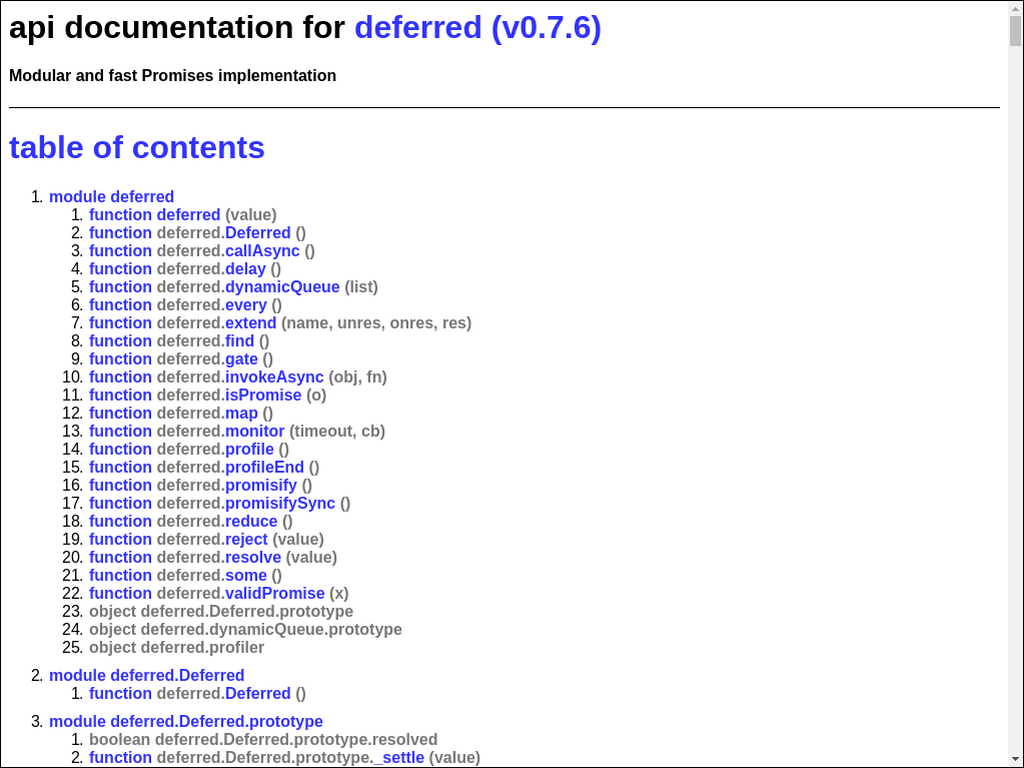 api documentation for deferred (v0.7.6)
Modular and fast Promises implementation
table of contents
1. module deferred
1. function deferred (value)
2. function deferred.Deferred ()
3. function deferred.callAsync ()
4. function deferred.delay ()
5. function deferred.dynamicQueue (list)
6. function deferred.every ()
7. function deferred.extend (name, unres, onres, res)
8. function deferred.find ()
9. function deferred.gate ()
10. function deferred.invokeAsync (obj, fn)
11. function deferred.isPromise (o)
12. function deferred.map ()
13. function deferred.monitor (timeout, cb)
14. function deferred.profile ()
15. function deferred.profileEnd ()
16. function deferred.promisify ()
17. function deferred.promisifySync ()
18. function deferred.reduce ()
19. function deferred.reject (value)
20. function deferred.resolve (value)
21. function deferred.some ()
22. function deferred.validPromise (x)
23. object deferred.Deferred.prototype
24. object deferred.dynamicQueue.prototype
25. object deferred.profiler
2. module deferred.Deferred
1. function deferred.Deferred ()
3. module deferred.Deferred.prototype
1. boolean deferred.Deferred.prototype.resolved
2. function deferred.Deferred.prototype._settle (value)